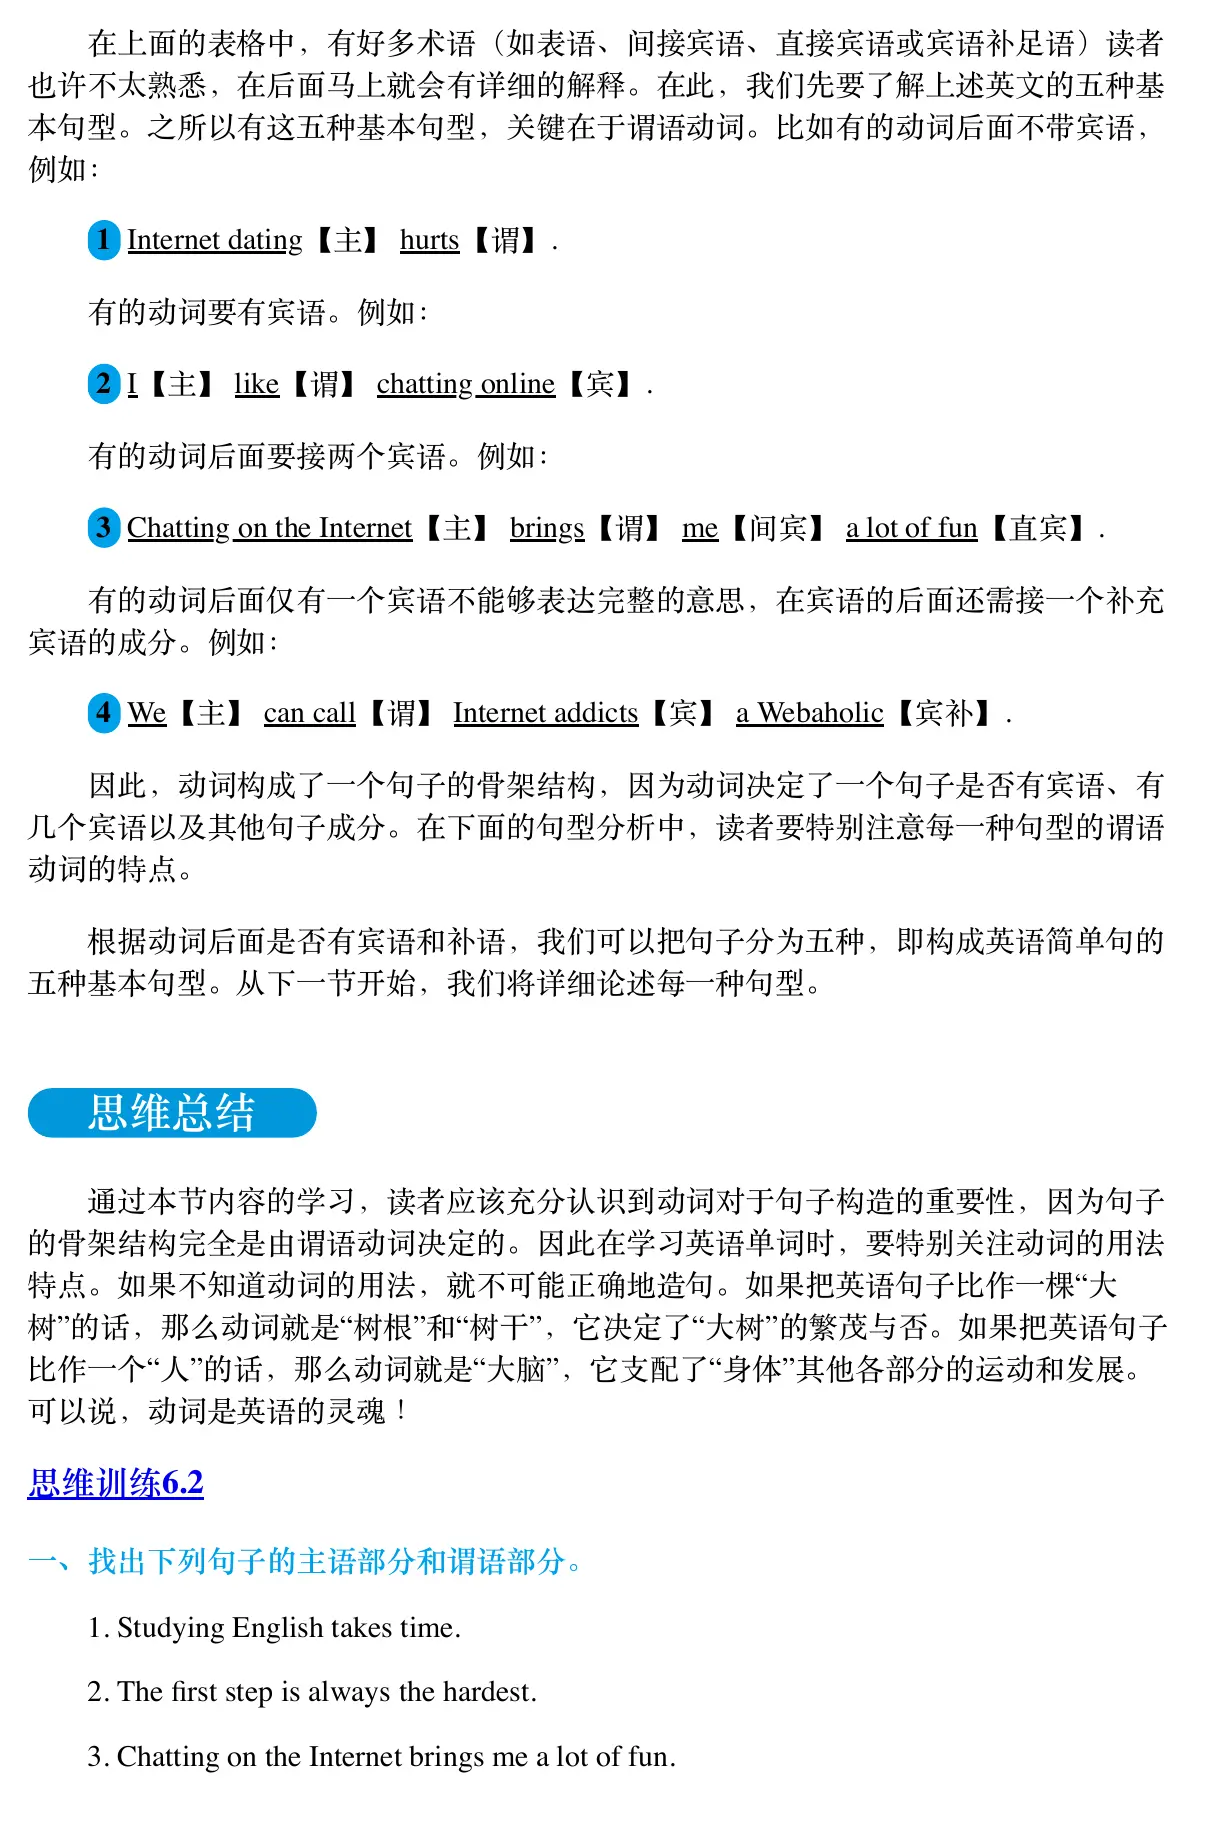 在上面的表格中，有好多术语（如表语、间接宾语、直接宾语或宾语补足语）读者
也许不太熟悉，在后面马上就会有详细的解释。在此，我们先要了解上述英文的五种基
本句型。之所以有这五种基本句型，关键在于谓语动词。比如有的动词后面不带宾语，
例如：
1 Internet dating【主】 hurts【谓】.
有的动词要有宾语。例如：
2 I【主】 like【谓】 chatting online【宾】.
有的动词后面要接两个宾语。例如：
3 Chatting on the Internet【主】 brings【谓】 me【间宾】 a lot of fun【直宾】.
有的动词后面仅有一个宾语不能够表达完整的意思，在宾语的后面还需接一个补充
宾语的成分。例如：
4 We【主】 can call【谓】 Internet addicts【宾】 a Webaholic【宾补】.
因此，动词构成了一个句子的骨架结构，因为动词决定了一个句子是否有宾语、有
几个宾语以及其他句子成分。在下面的句型分析中，读者要特别注意每一种句型的谓语
动词的特点。
根据动词后面是否有宾语和补语，我们可以把句子分为五种，即构成英语简单句的
五种基本句型。从下一节开始，我们将详细论述每一种句型。
思维总结
通过本节内容的学习，读者应该充分认识到动词对于句子构造的重要性，因为句子
的骨架结构完全是由谓语动词决定的。因此在学习英语单词时，要特别关注动词的用法
特点。如果不知道动词的用法，就不可能正确地造句。如果把英语句子比作一棵“大
树”的话，那么动词就是“树根”和“树干”，它决定了“大树”的繁茂与否。如果把英语句子
比作一个“人”的话，那么动词就是“大脑”，它支配了“身体”其他各部分的运动和发展。
可以说，动词是英语的灵魂！
思维训练6.2
一、找出下列句子的主语部分和谓语部分。
1. Studying English takes time.
2. The first step is always the hardest.
3. Chatting on the Internet brings me a lot of fun.